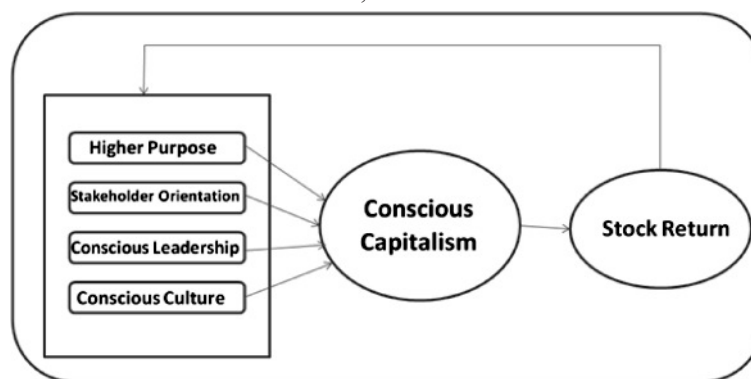 Higher Purpose
Stakeholder Orientation
Conscious Leadership
Conscious Culture
Conscious
Capitalism
Stock Return